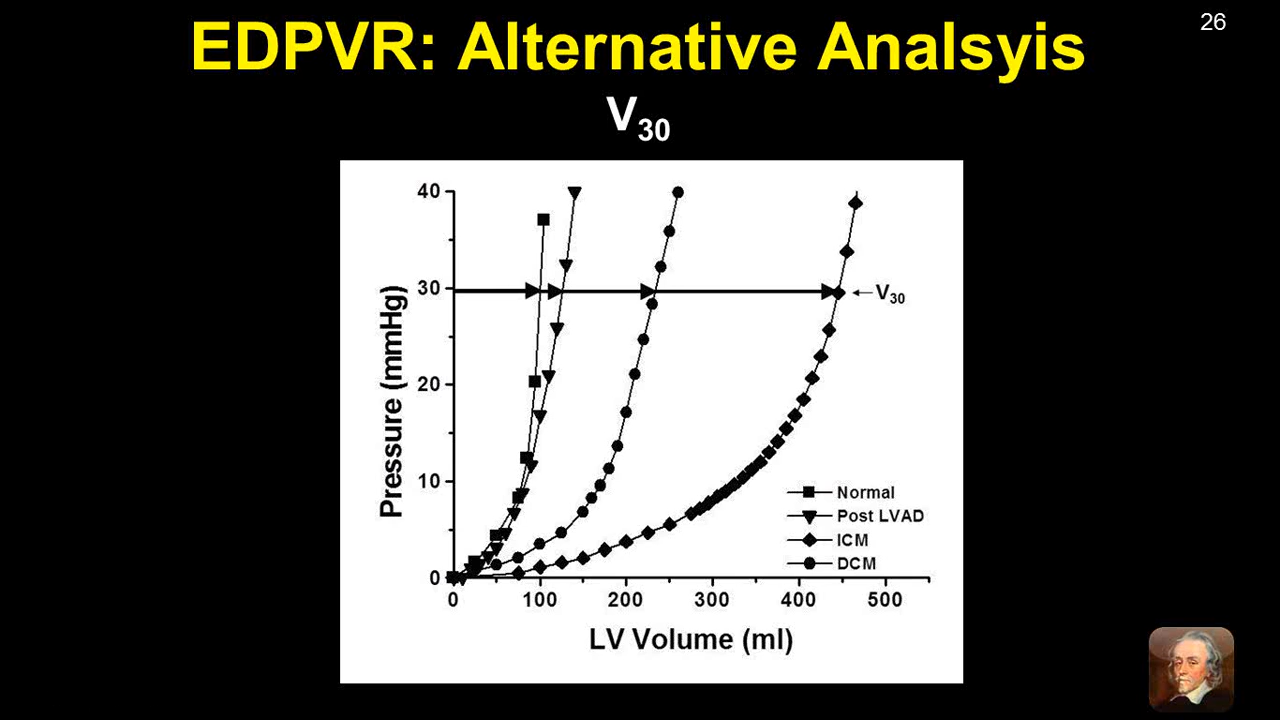 26
EDPVR: Alternative Analsyis
V30
40
30
20
10
0
Pressure (mmHg)
V30
Normal
Post LVAD
ICM
DCM
0 100 200 300 400 500
LV Volume (ml)